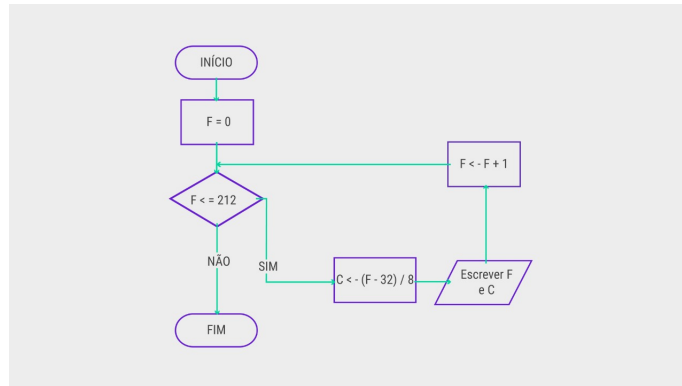 INÍCIO
F = 0
F < = 212
NÃO
SIM
FIM
C < - (F - 32) / 8
Escrever F
e C
F < - F + 1